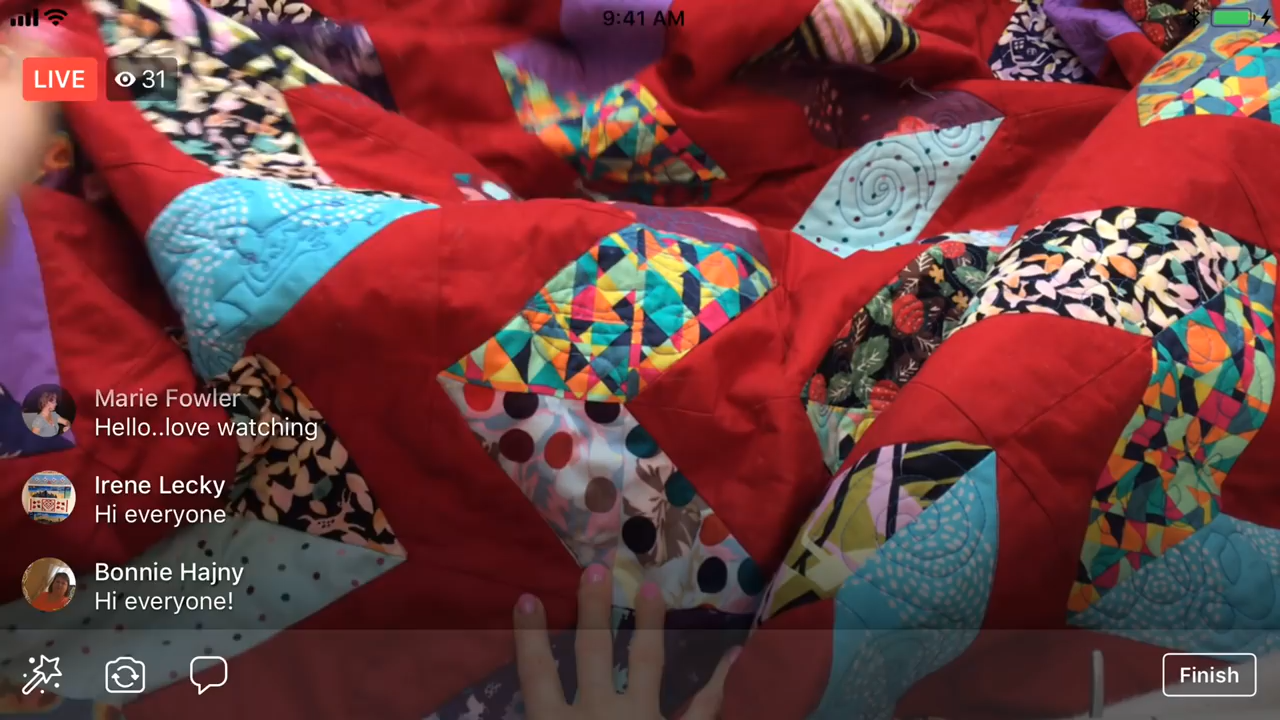 9:41 AM
LIVE
31
Marie Fowler
Hello..love watching
Irene Lecky
Hi everyone
Bonnie Hajny
Hi everyone!
Finish